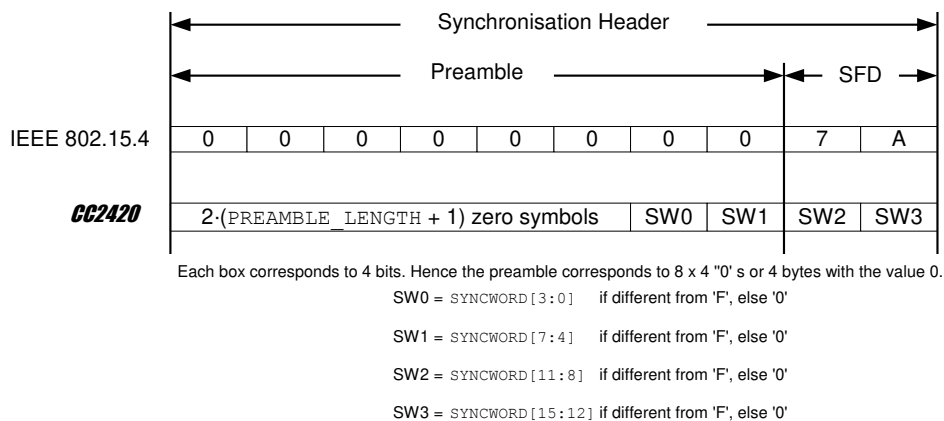 Synchronisation Header
Preamble SFD
IEEE 802.15.4 0 0 0 0 0 0 0 0 7 A
CC2420 2·(PREAMBLE_LENGTH + 1) zero symbols SW0 SW1 SW2 SW3
Each box corresponds to 4 bits. Hence the preamble corresponds to 8 x 4 "0' s or 4 bytes with the value 0.
SW0 = SYNCWORD[3:0] if different from 'F', else '0'
SW1 = SYNCWORD[7:4] if different from 'F', else '0'
SW2 = SYNCWORD[11:8] if different from 'F', else '0'
SW3 = SYNCWORD[15:12] if different from 'F', else '0'